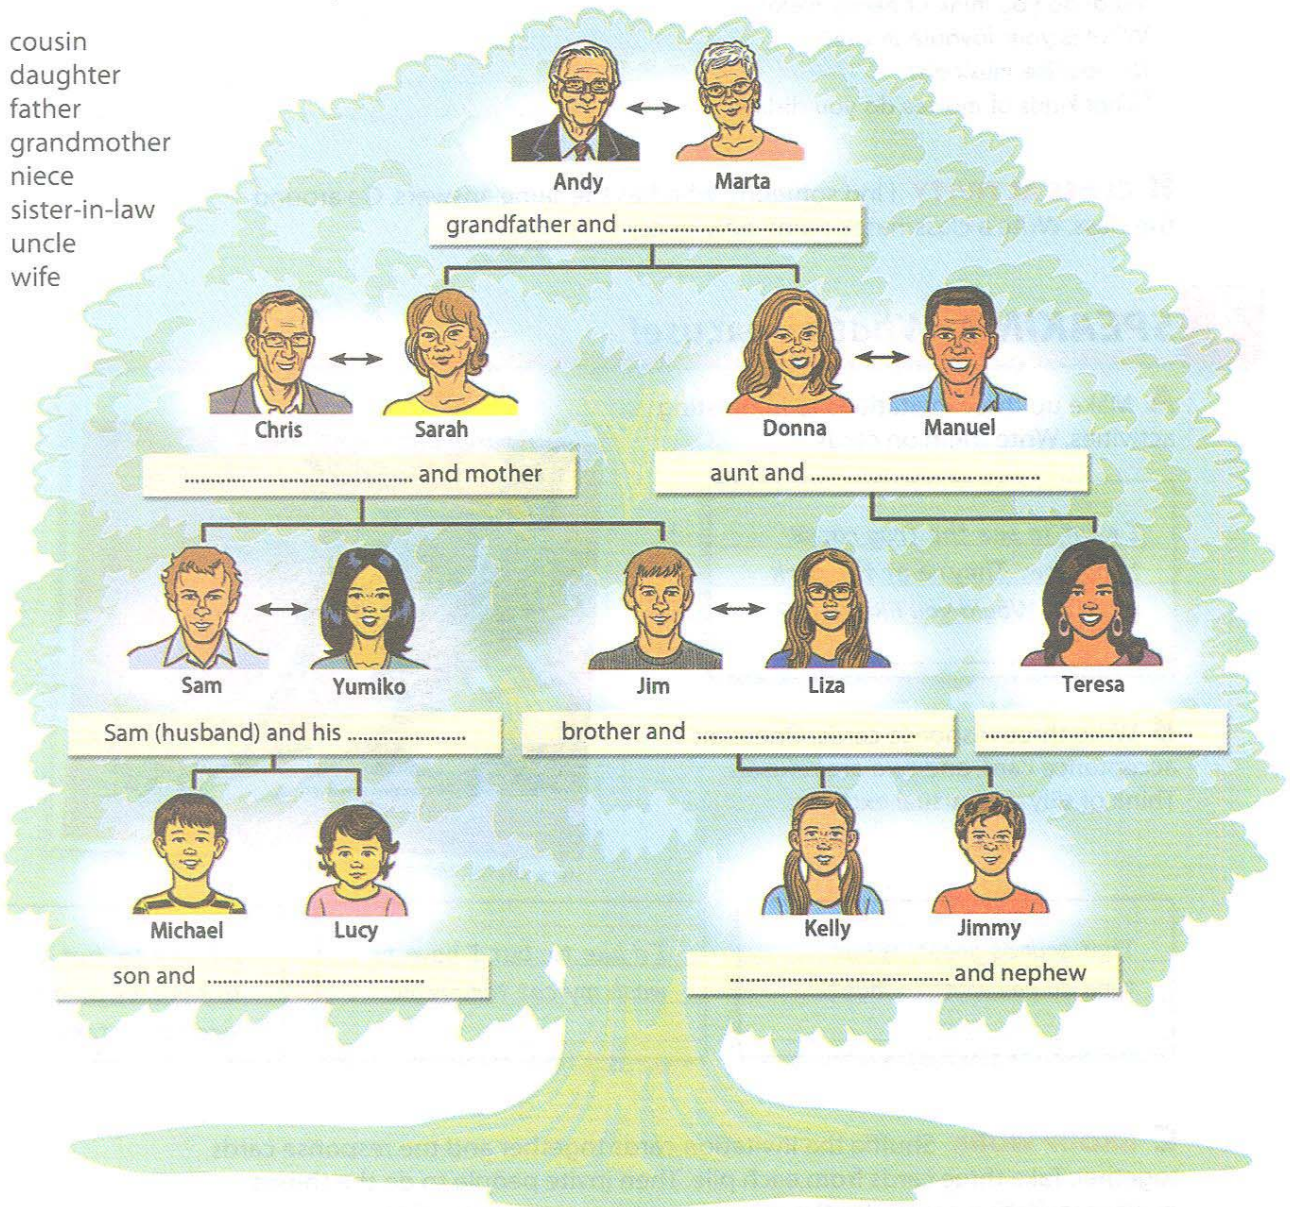 cousin
daughter
father
grandmother
niece
sister-in-law
uncle
wife
Andy
Marta
grandfather and ........................................
Chris
Sarah
Donna
Manuel
........................................ and mother
aunt and ........................................
Sam
Yumiko
Jim
Liza
Teresa
Sam (husband) and his .....................
brother and ......................................
....................................
Michael
Lucy
Kelly
Jimmy
son and ......................................
...................................... and nephew